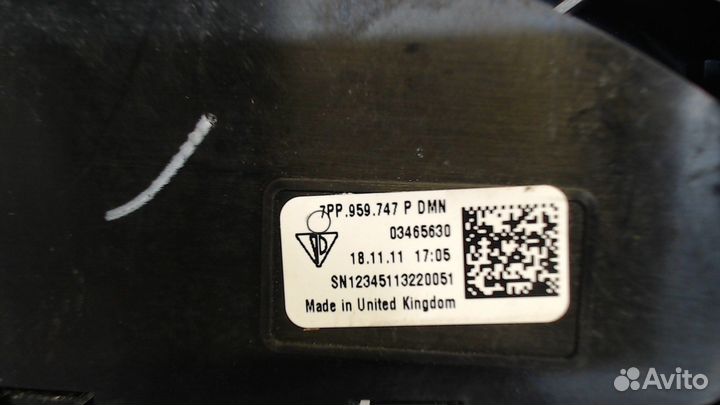 7PP.959.747 P DMN
03465630
18.11.11 17:05
SN12345113220051
Made in United Kingdom
Avito